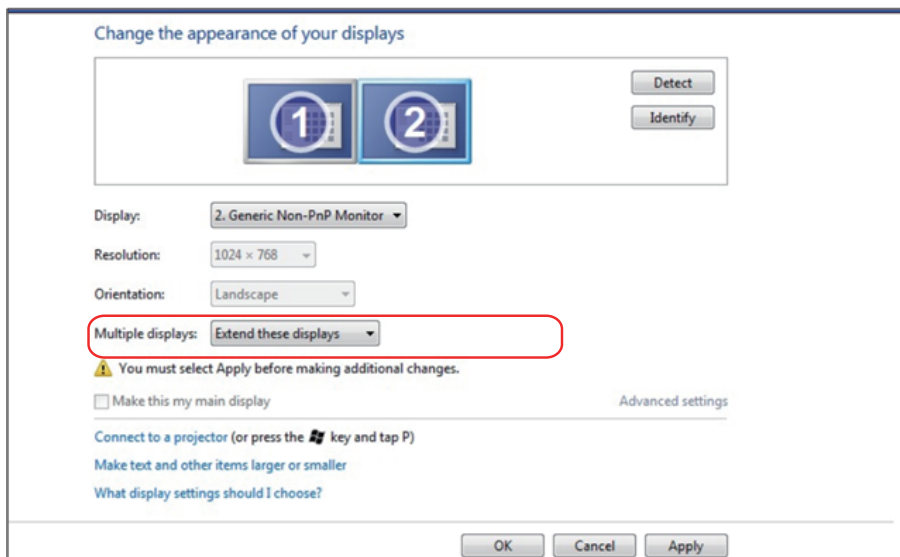 Change the appearance of your displays
1 2
Detect
Identify
Display: 2. Generic Non-PnP Monitor
Resolution: 1024 × 768
Orientation: Landscape
Multiple displays: Extend these displays
You must select Apply before making additional changes.
Make this my main display Advanced settings
Connect to a projector (or press the key and tap P)
Make text and other items larger or smaller
What display settings should I choose?
OK Cancel Apply